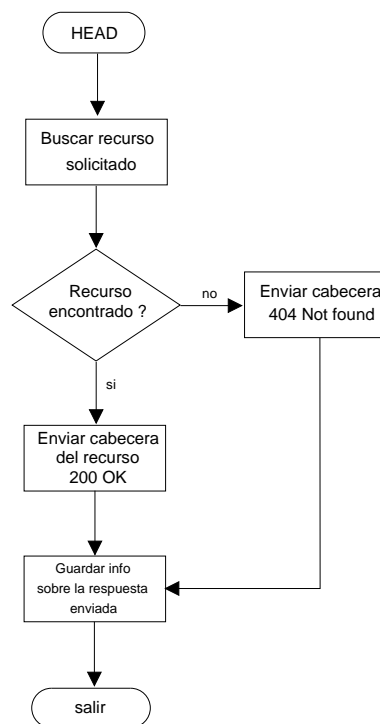 HEAD
Buscar recurso
solicitado
Recurso
encontrado ?
no
Enviar cabecera
404 Not found
si
Enviar cabecera
del recurso
200 OK
Guardar info
sobre la respuesta
enviada
salir